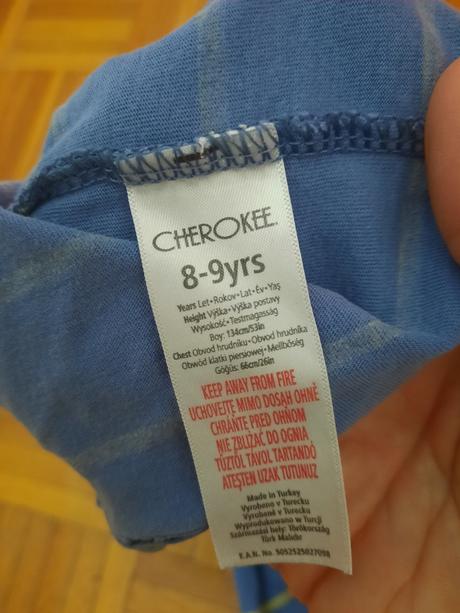 CHEROKEE
8-9yrs
Years Let•Rokov•Lat•Év•Yaş
Height Výška•Výška postavy
Wysokość•Testmagasság
Boy: 134cm/53in
Chest Obvod hrudníku•Obvod hrudníka
Obwód klatki piersiowej•Mellbőség
Göğüs: 66cm/26in
KEEP AWAY FROM FIRE
UCHOVEJTE MIMO DOSAH OHNĚ
CHRÁNTE PRED OHŇOM
NIE ZBLIŻAĆ DO OGNIA
TŰZTŐL TÁVOL TARTANDÓ
ATEŞTEN UZAK TUTUNUZ
Made in Turkey
Vyrobeno v Turecku
Vyrobené v Turecku
Wyprodukowano w Turcji
Származási hely: Törökország
Türk Malıdır
E.A.N. No. 5052525027098